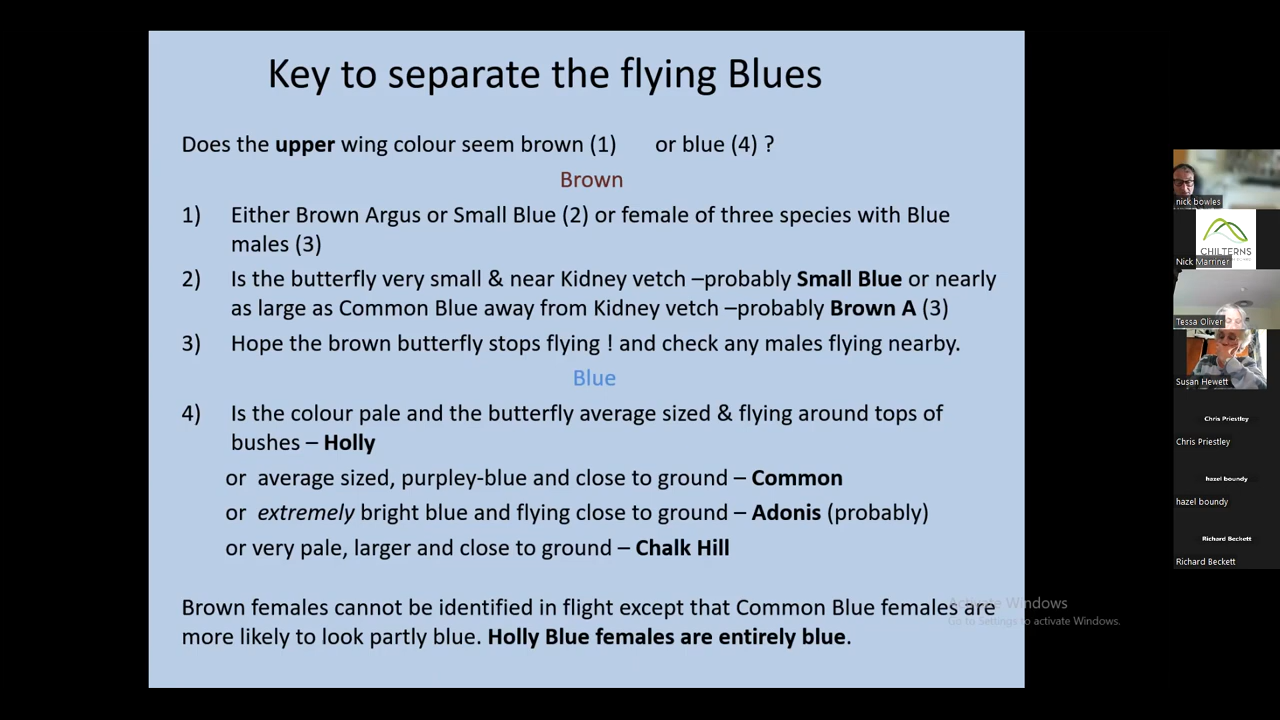 Key to separate the flying Blues
Does the upper wing colour seem brown (1) or blue (4) ?
Brown
1) Either Brown Argus or Small Blue (2) or female of three species with Blue
males (3)
2) Is the butterfly very small & near Kidney vetch –probably Small Blue or nearly
as large as Common Blue away from Kidney vetch –probably Brown A (3)
3) Hope the brown butterfly stops flying ! and check any males flying nearby.
Blue
4) Is the colour pale and the butterfly average sized & flying around tops of
bushes – Holly
or average sized, purpley-blue and close to ground – Common
or extremely bright blue and flying close to ground – Adonis (probably)
or very pale, larger and close to ground – Chalk Hill
Brown females cannot be identified in flight except that Common Blue females are
more likely to look partly blue. Holly Blue females are entirely blue.
Activate Windows
Go to Settings to activate Windows.
nick bowles
CHILTERNS
Nick Marriner
Tessa Oliver
Susan Hewett
Chris Priestley
Chris Priestley
hazel boundy
hazel boundy
Richard Beckett
Richard Beckett